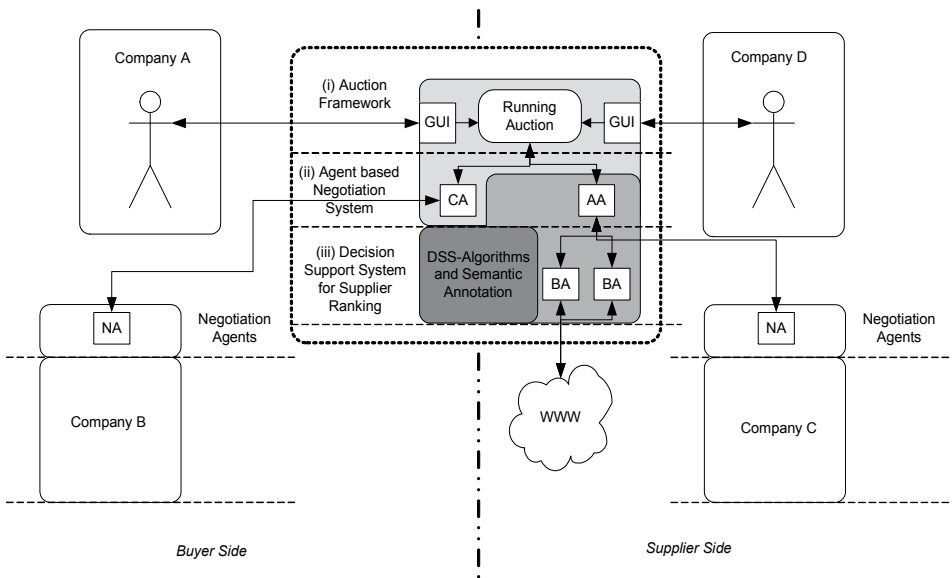 Company A
(i) Auction
Framework
Running
Auction
GUI
GUI
Company D
(ii) Agent based
Negotiation
System
CA
AA
(iii) Decision
Support System
for Supplier
Ranking
DSS-Algorithms
and Semantic
Annotation
BA
BA
NA
Negotiation
Agents
NA
Negotiation
Agents
WWW
Company B
Company C
Buyer Side
Supplier Side